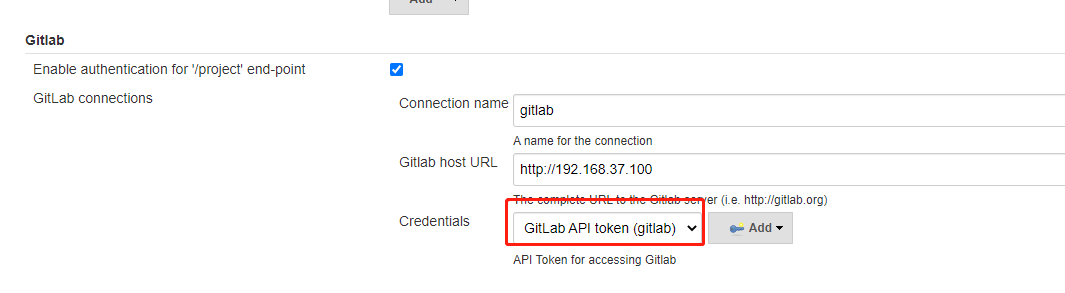 Add
Gitlab
Enable authentication for '/project' end-point
GitLab connections
Connection name
gitlab
A name for the connection
Gitlab host URL
http://192.168.37.100
The complete URL to the Gitlab server (i.e. http://gitlab.org)
Credentials
GitLab API token (gitlab)
Add
API Token for accessing Gitlab